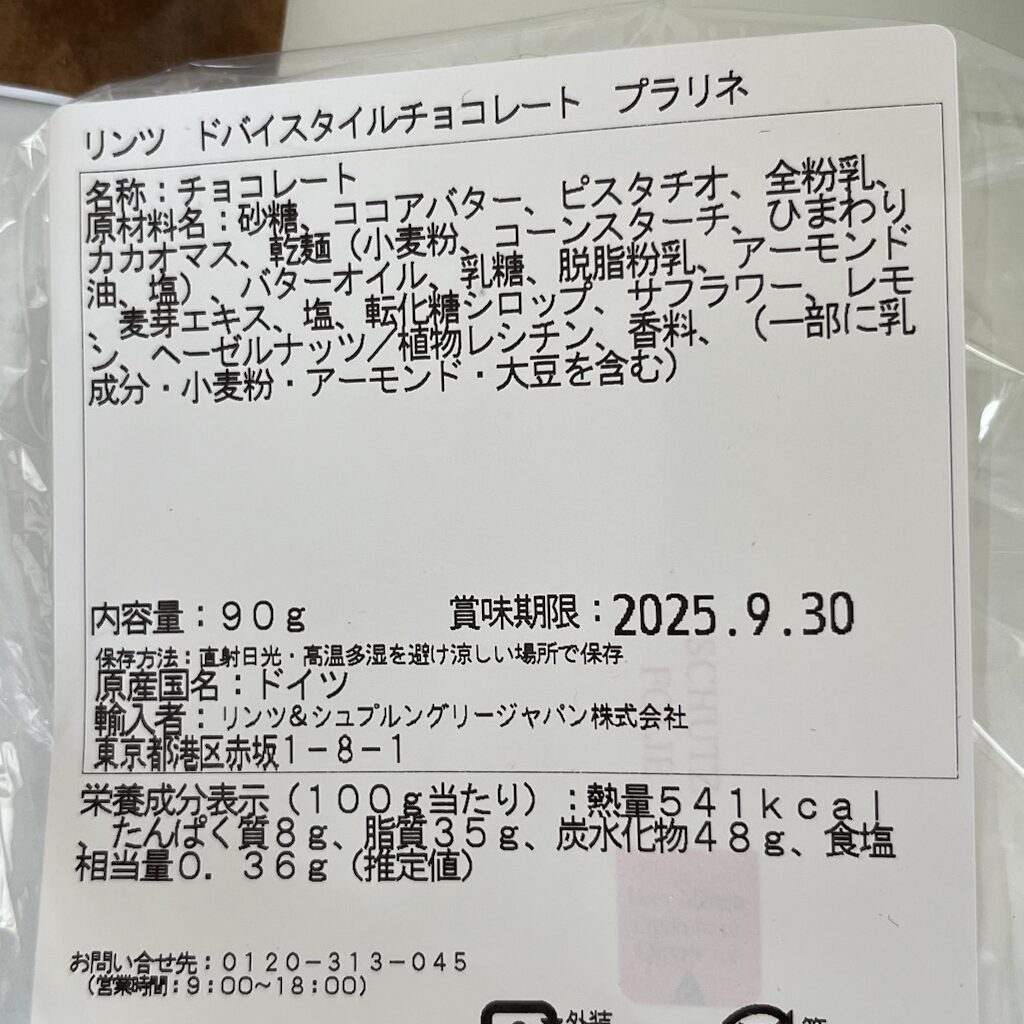 リンツ　ドバイスタイルチョコレート　プラリネ
名称：チョコレート
原材料名：砂糖、ココアバター、ピスタチオ、全粉乳、
カカオマス、乾麺（小麦粉、コーンスターチ、ひまわり
油、塩）、バターオイル、乳糖、脱脂粉乳、アーモンド
、麦芽エキス、塩、転化糖シロップ、サフラワー、レモ
ン、ヘーゼルナッツ／植物レシチン、香料、（一部に乳
成分・小麦粉・アーモンド・大豆を含む）
内容量：９０ｇ　賞味期限：2025.9.30
保存方法：直射日光・高温多湿を避け涼しい場所で保存
原産国名：ドイツ
輸入者：リンツ＆シュプルングリージャパン株式会社
東京都港区赤坂１－８－１
栄養成分表示（１００ｇ当たり）：熱量５４１ｋｃａｌ
、たんぱく質８ｇ、脂質３５ｇ、炭水化物４８ｇ、食塩
相当量０．３６ｇ（推定値）
お問い合せ先：０１２０－３１３－０４５
（営業時間：９：００～１８：００）
外装